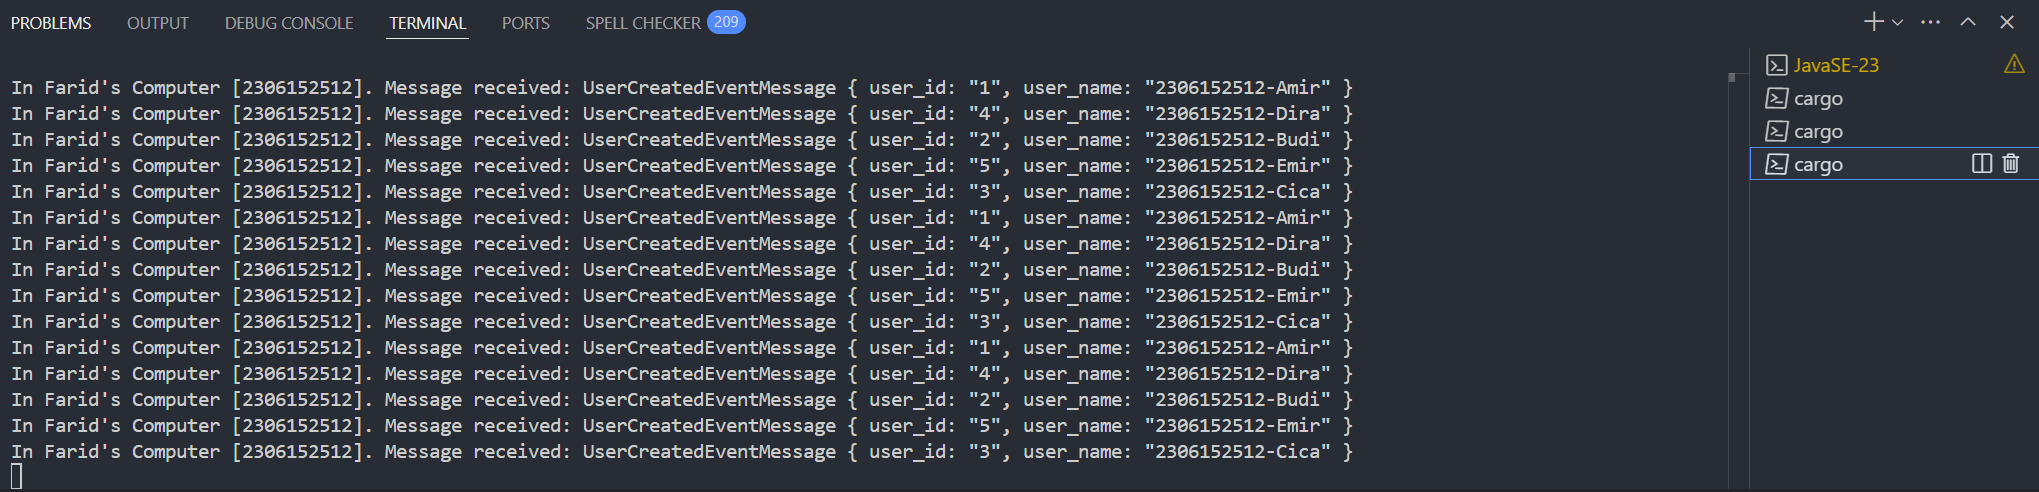 PROBLEMS OUTPUT DEBUG CONSOLE TERMINAL PORTS SPELL CHECKER 209
In Farid's Computer [2306152512]. Message received: UserCreatedEventMessage { user_id: "1", user_name: "2306152512-Amir" }
In Farid's Computer [2306152512]. Message received: UserCreatedEventMessage { user_id: "4", user_name: "2306152512-Dira" }
In Farid's Computer [2306152512]. Message received: UserCreatedEventMessage { user_id: "2", user_name: "2306152512-Budi" }
In Farid's Computer [2306152512]. Message received: UserCreatedEventMessage { user_id: "5", user_name: "2306152512-Emir" }
In Farid's Computer [2306152512]. Message received: UserCreatedEventMessage { user_id: "3", user_name: "2306152512-Cica" }
In Farid's Computer [2306152512]. Message received: UserCreatedEventMessage { user_id: "1", user_name: "2306152512-Amir" }
In Farid's Computer [2306152512]. Message received: UserCreatedEventMessage { user_id: "4", user_name: "2306152512-Dira" }
In Farid's Computer [2306152512]. Message received: UserCreatedEventMessage { user_id: "2", user_name: "2306152512-Budi" }
In Farid's Computer [2306152512]. Message received: UserCreatedEventMessage { user_id: "5", user_name: "2306152512-Emir" }
In Farid's Computer [2306152512]. Message received: UserCreatedEventMessage { user_id: "3", user_name: "2306152512-Cica" }
In Farid's Computer [2306152512]. Message received: UserCreatedEventMessage { user_id: "1", user_name: "2306152512-Amir" }
In Farid's Computer [2306152512]. Message received: UserCreatedEventMessage { user_id: "4", user_name: "2306152512-Dira" }
In Farid's Computer [2306152512]. Message received: UserCreatedEventMessage { user_id: "2", user_name: "2306152512-Budi" }
In Farid's Computer [2306152512]. Message received: UserCreatedEventMessage { user_id: "5", user_name: "2306152512-Emir" }
In Farid's Computer [2306152512]. Message received: UserCreatedEventMessage { user_id: "3", user_name: "2306152512-Cica" }
JavaSE-23
cargo
cargo
cargo